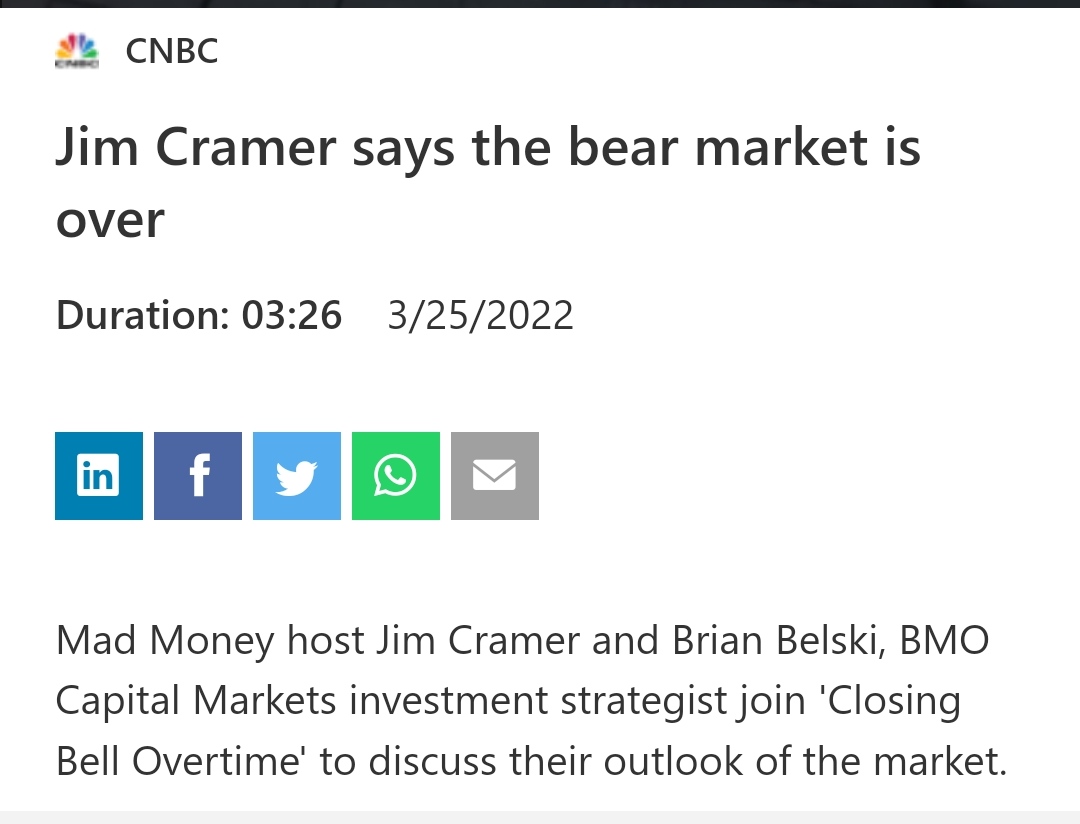 CNBC
Jim Cramer says the bear market is
over
Duration: 03:26 3/25/2022
in f
Mad Money host Jim Cramer and Brian Belski, BMO
Capital Markets investment strategist join 'Closing
Bell Overtime' to discuss their outlook of the market.